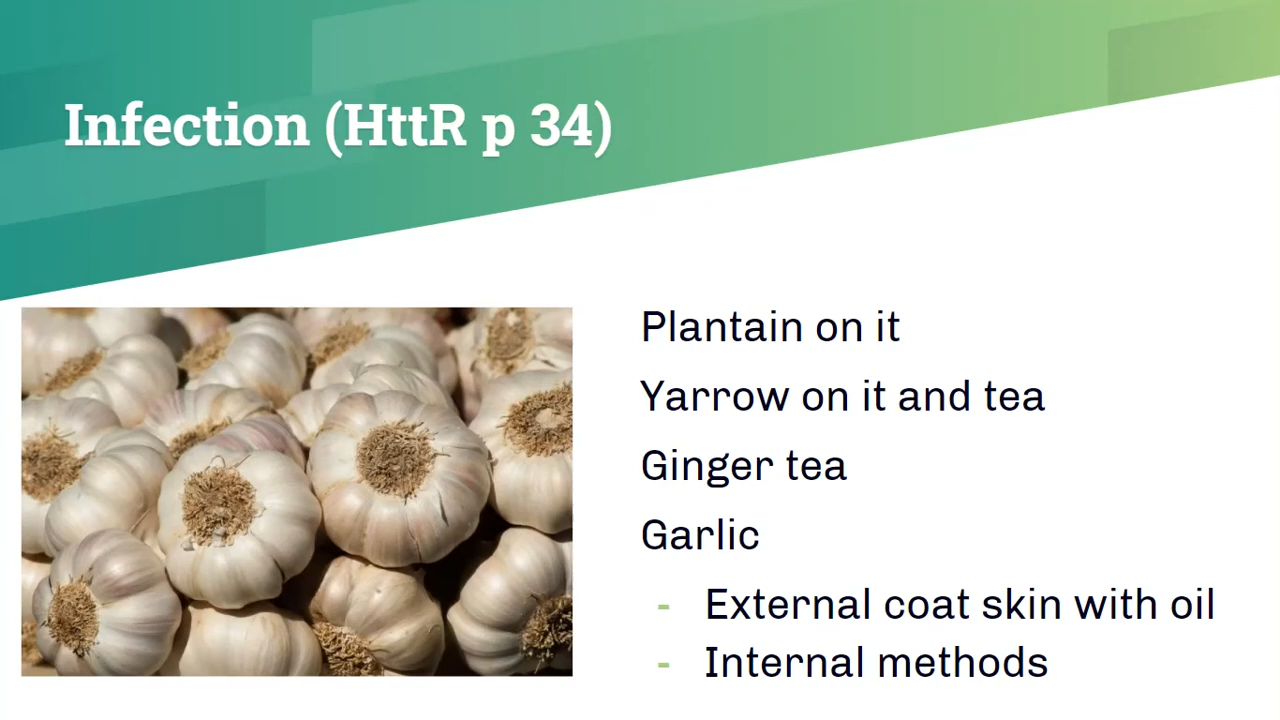 Infection (HttR p 34)
Plantain on it
Yarrow on it and tea
Ginger tea
Garlic
- External coat skin with oil
- Internal methods